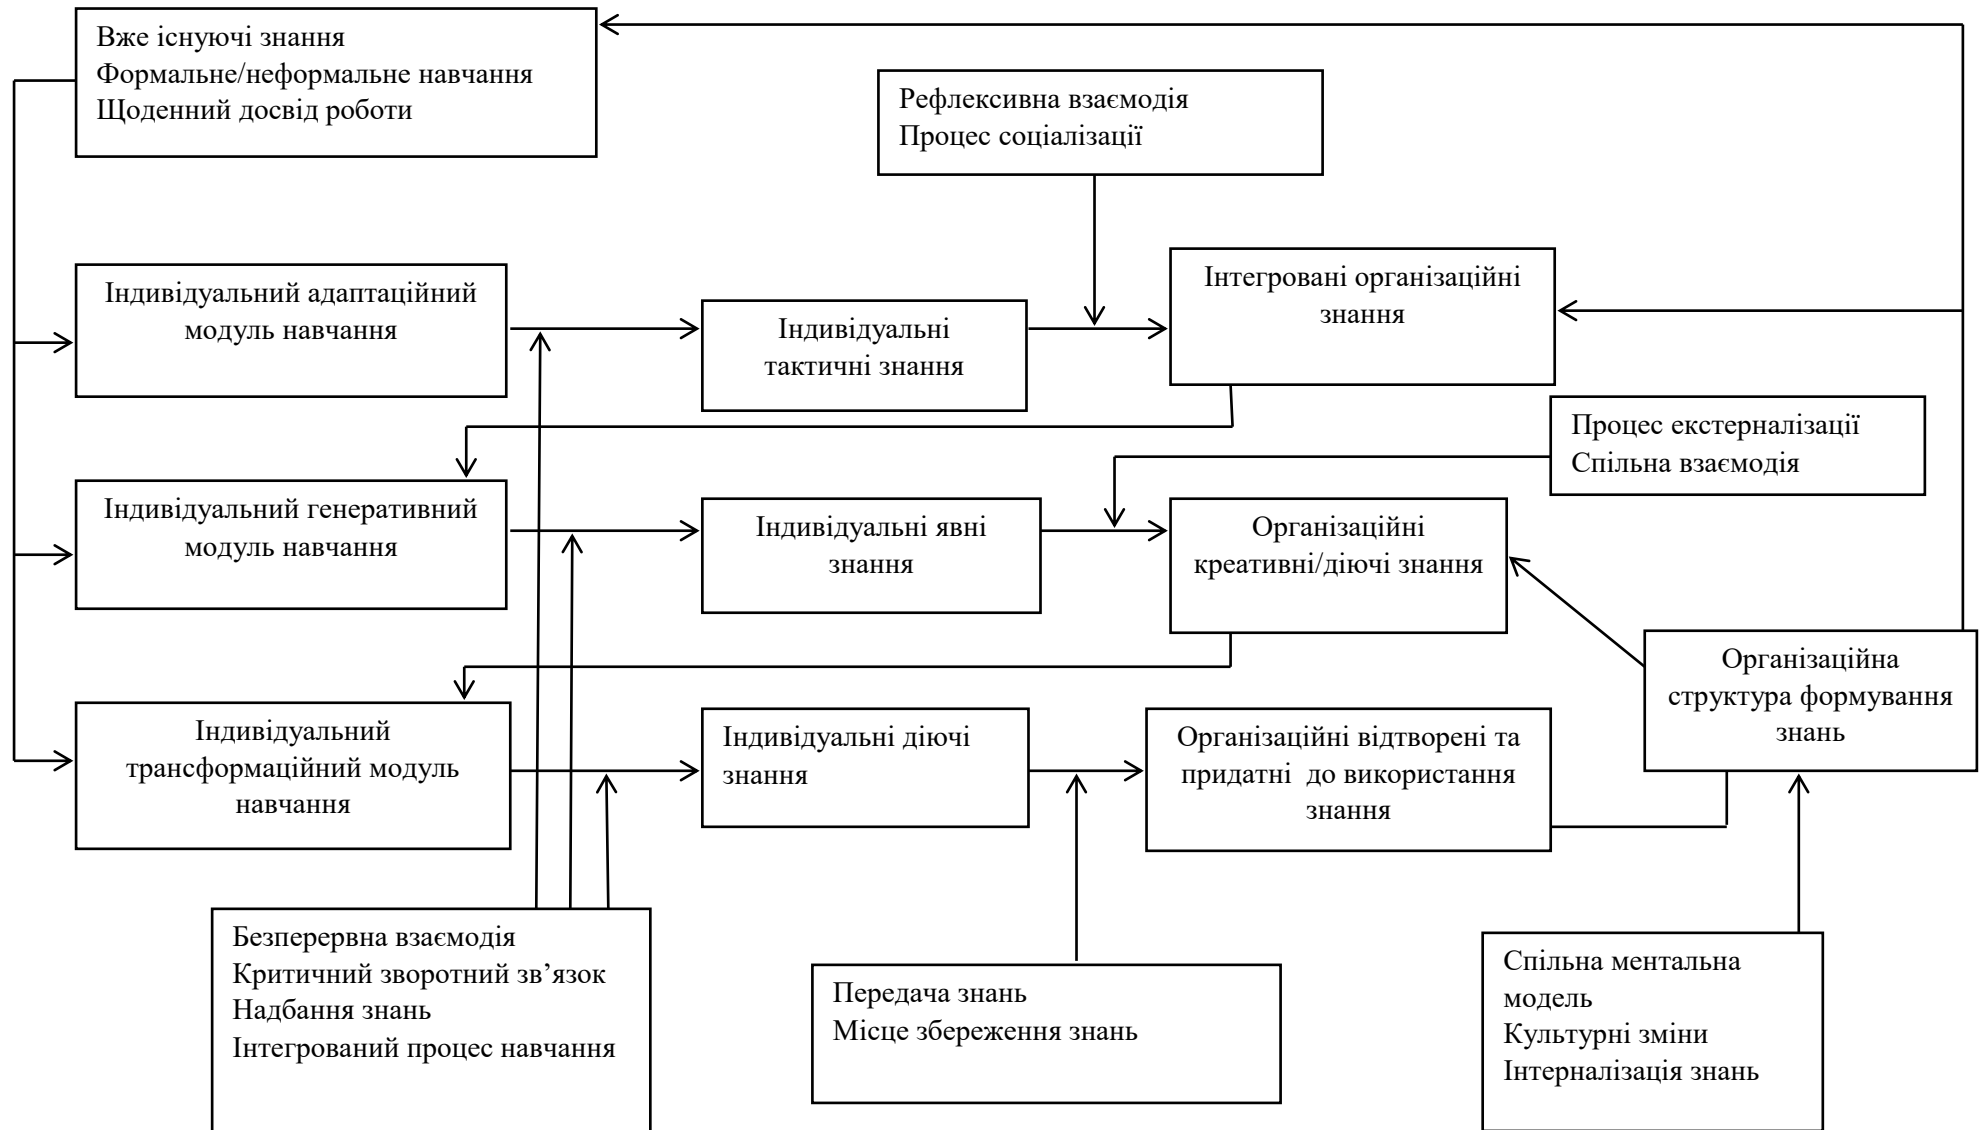 Вже існуючі знання
Формальне/неформальне навчання
Щоденний досвід роботи
Рефлексивна взаємодія
Процес соціалізації
Індивідуальний адаптаційний
модуль навчання
Індивідуальні
тактичні знання
Інтегровані організаційні
знання
Процес екстерналізації
Спільна взаємодія
Індивідуальний генеративний
модуль навчання
Індивідуальні явні
знання
Організаційні
креативні/діючі знання
Організаційна
структура формування
знань
Індивідуальний
трансформаційний модуль
навчання
Індивідуальні діючі
знання
Організаційні відтворені та
придатні до використання
знання
Безперервна взаємодія
Критичний зворотний зв’язок
Надбання знань
Інтегрований процес навчання
Передача знань
Місце збереження знань
Спільна ментальна
модель
Культурні зміни
Інтерналізація знань